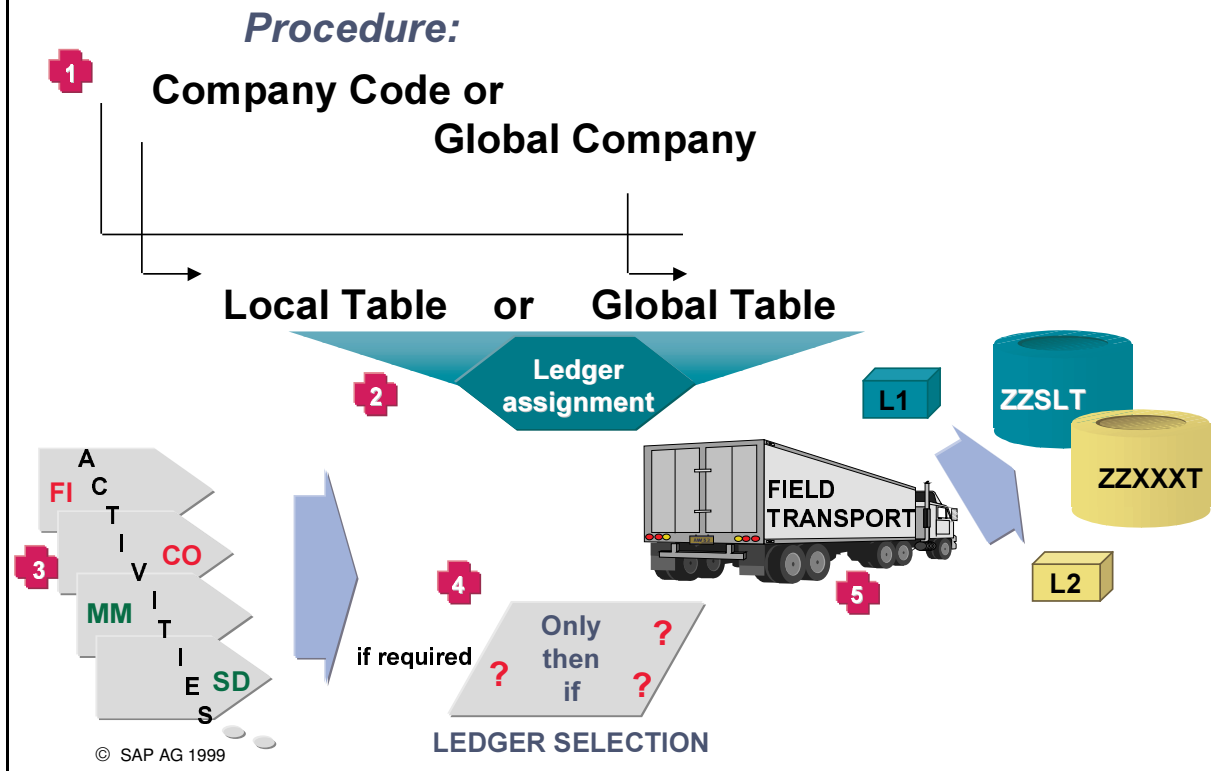 Procedure:
1
Company Code or
Global Company
Local Table or Global Table
2
Ledger
assignment
L1
ZZSLT
ZZXXXT
L2
ACTIVITIES
FI
CO
MM
SD
3
FIELD
TRANSPORT
5
4
if required
Only
then
if
?
?
?
LEDGER SELECTION
© SAP AG 1999